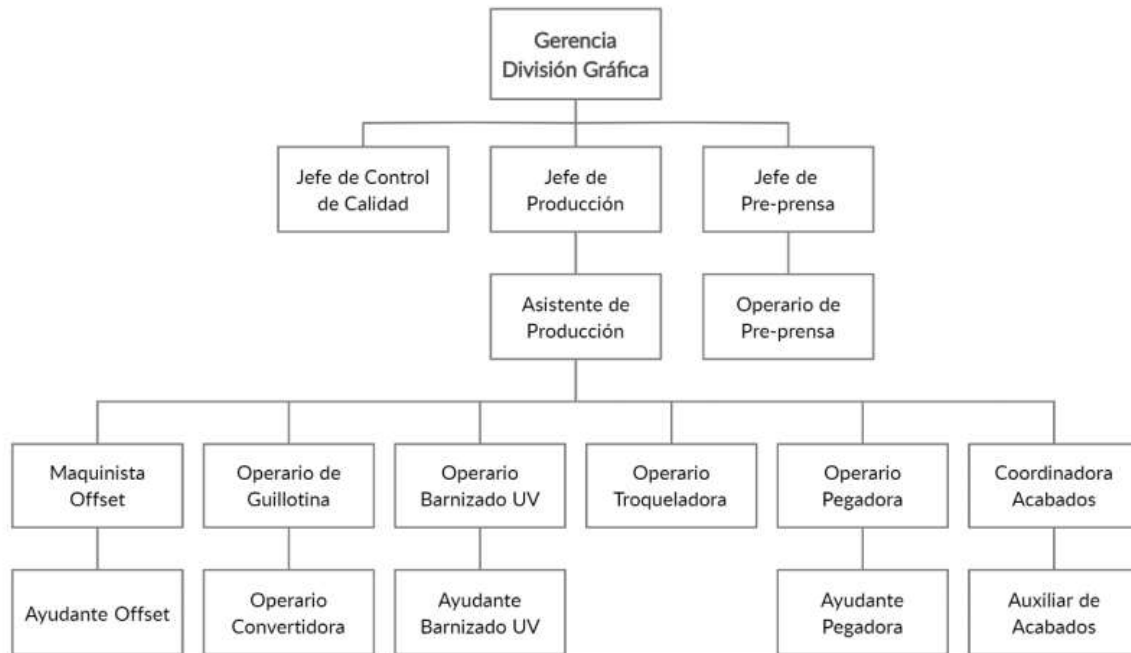 Gerencia
División Gráfica
Jefe de Control
de Calidad
Jefe de
Producción
Jefe de
Pre-prensa
Asistente de
Producción
Operario de
Pre-prensa
Maquinista
Offset
Operario de
Guillotina
Operario
Barnizado UV
Operario
Troqueladora
Operario
Pegadora
Coordinadora
Acabados
Ayudante Offset
Operario
Convertidora
Ayudante
Barnizado UV
Ayudante
Pegadora
Auxiliar de
Acabados